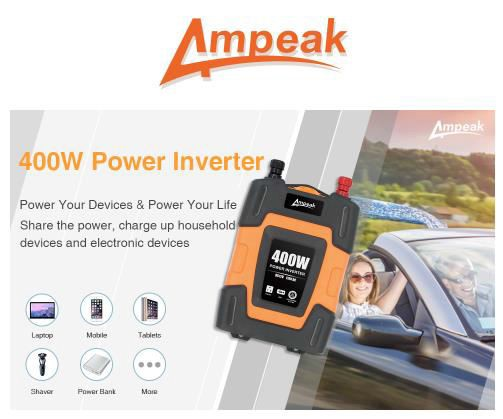 Ampeak
Ampeak
400W Power Inverter
Power Your Devices & Power Your Life
Share the power, charge up household
devices and electronic devices
Ampeak
400W
POWER INVERTER
Laptop
Mobile
Tablets
Shaver
Power Bank
More